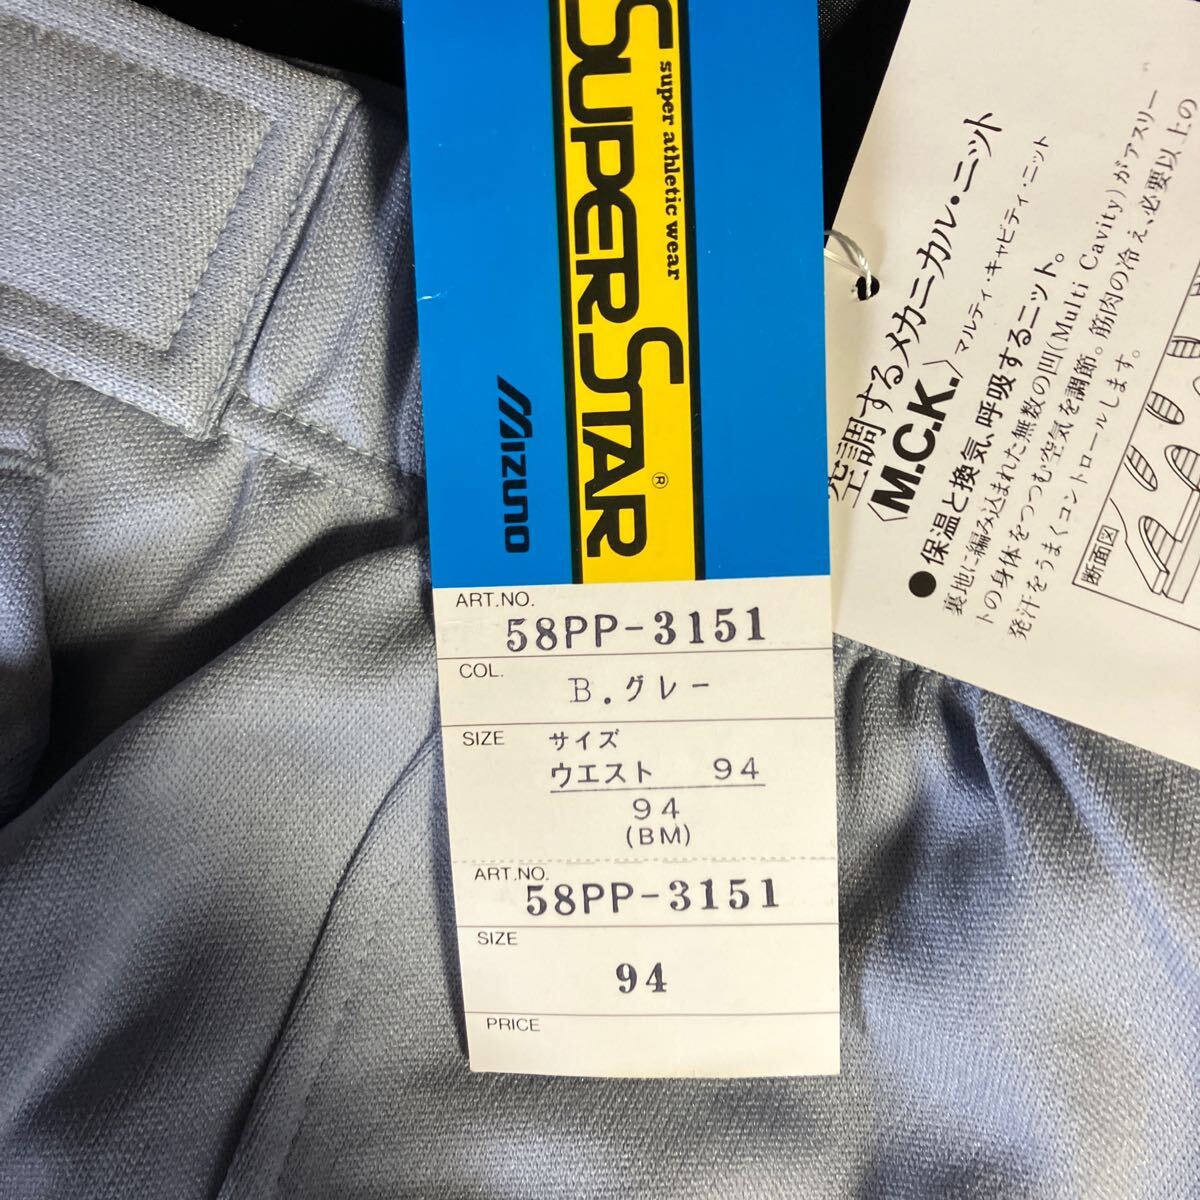 SUPER STAR®
super athletic wear
Mizuno
ART.NO.
58PP-3151
COL.
B.グレー
SIZE サイズ
ウエスト 94
94
(BM)
ART.NO.
58PP-3151
SIZE
94
PRICE
空調するメカニカル・ニット
〈M.C.K.〉マルティ・キャビティ・ニット
●保温と換気、呼吸するニット。
裏地に編み込まれた無数の凹(Multi Cavity)がアスリー
トの身体をつつむ空気を調節。筋肉の冷え、必要以上の
発汗をうまくコントロールします。
断面図